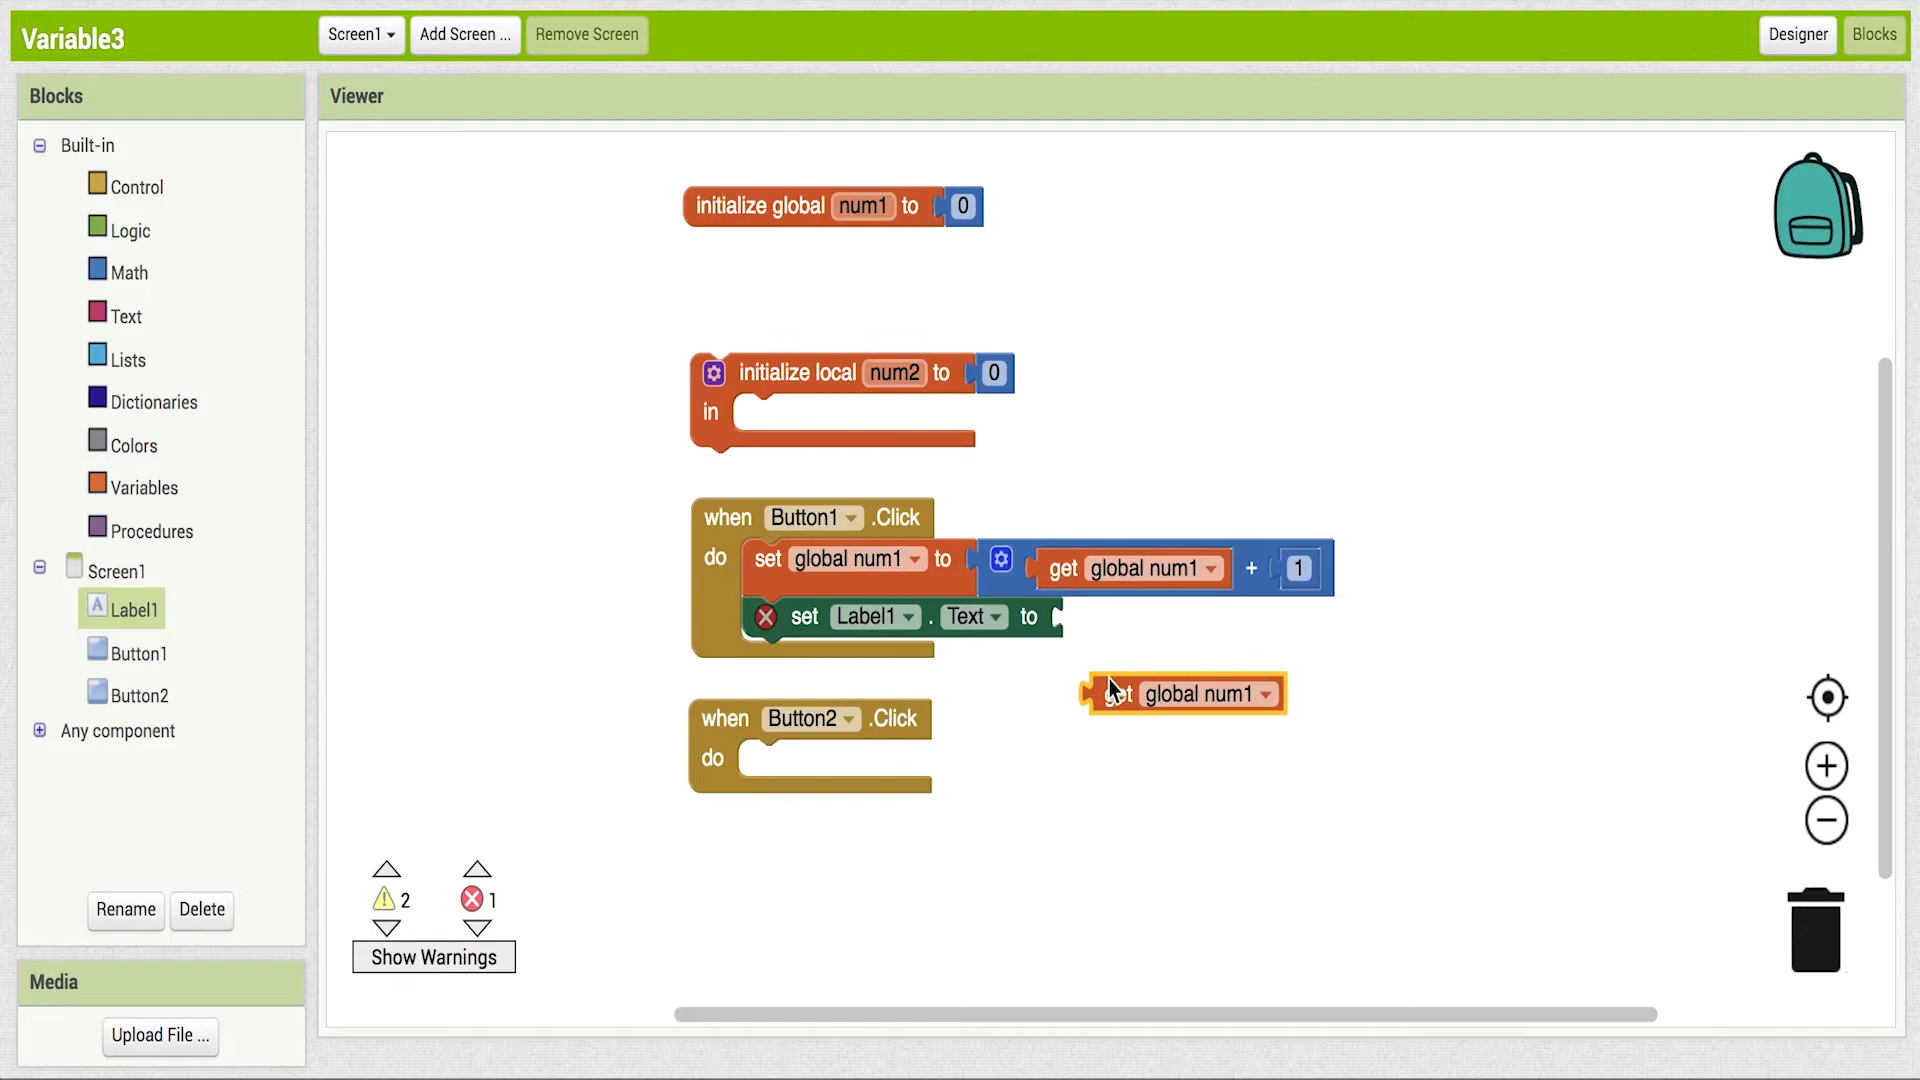 Variable3
Screen1
Add Screen ...
Remove Screen
Designer
Blocks
Blocks
Viewer
Built-in
Control
Logic
Math
Text
Lists
Dictionaries
Colors
Variables
Procedures
Screen1
A Label1
Button1
Button2
Any component
Rename
Delete
Media
Upload File ...
initialize global num1 to 0
initialize local num2 to 0
in
when Button1 .Click
do set global num1 to get global num1 + 1
set Label1 . Text to
get global num1
when Button2 .Click
do
2
1
Show Warnings